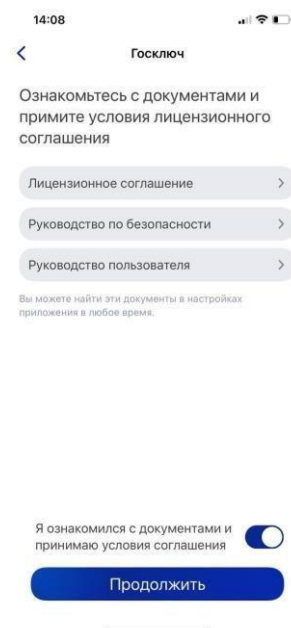 14:08
Госключ
Ознакомьтесь с документами и
примите условия лицензионного
соглашения
Лицензионное соглашение
Руководство по безопасности
Руководство пользователя
Вы можете найти эти документы в настройках
приложения в любое время.
Я ознакомился с документами и
принимаю условия соглашения
Продолжить